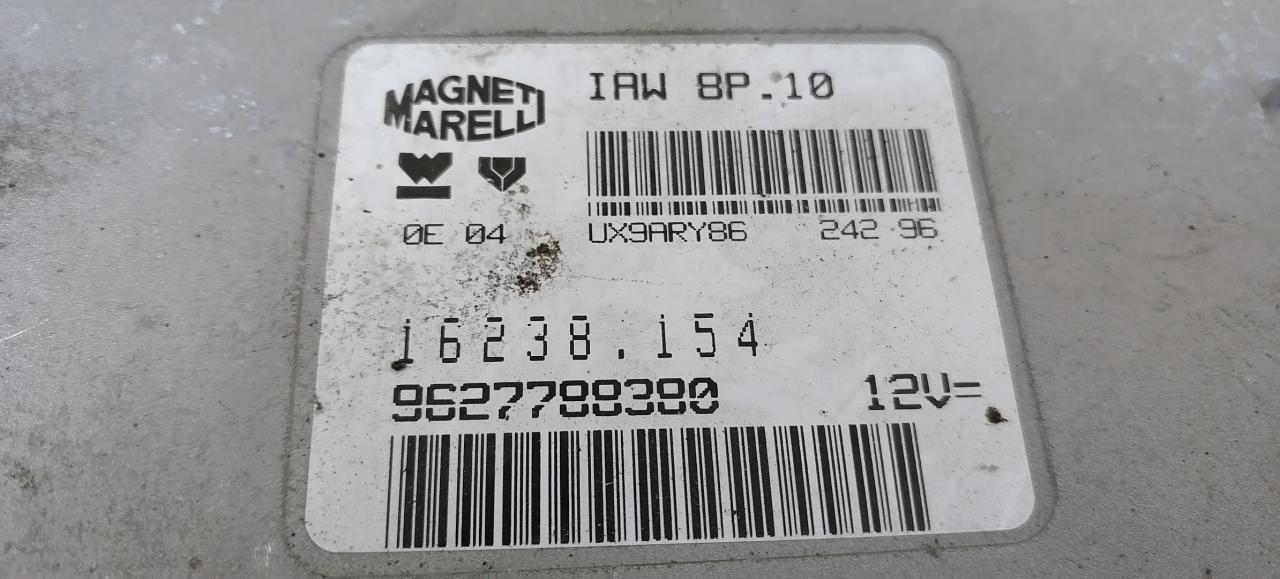 MAGNETI
MARELLI
IAW 8P.10
0E 04
UX9ARY86 242 96
16238.154
9627788380
12V=